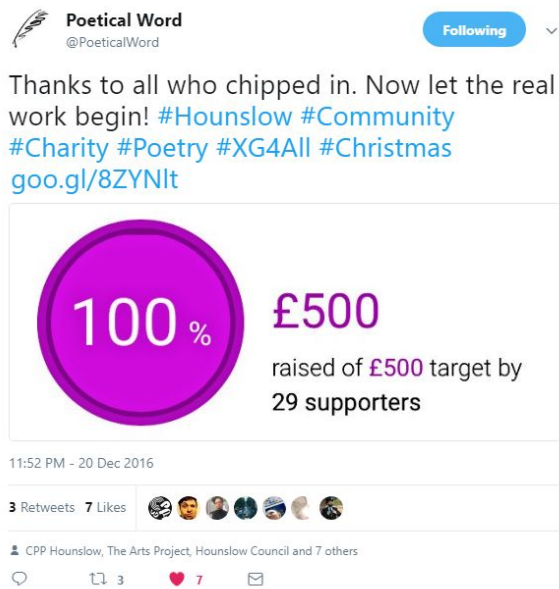 Poetical Word
@PoeticalWord
Following
Thanks to all who chipped in. Now let the real
work begin! #Hounslow #Community
#Charity #Poetry #XG4All #Christmas
goo.gl/8ZYNlt
100 %
£500
raised of £500 target by
29 supporters
11:52 PM - 20 Dec 2016
3 Retweets 7 Likes
CPP Hounslow, The Arts Project, Hounslow Council and 7 others
3 7